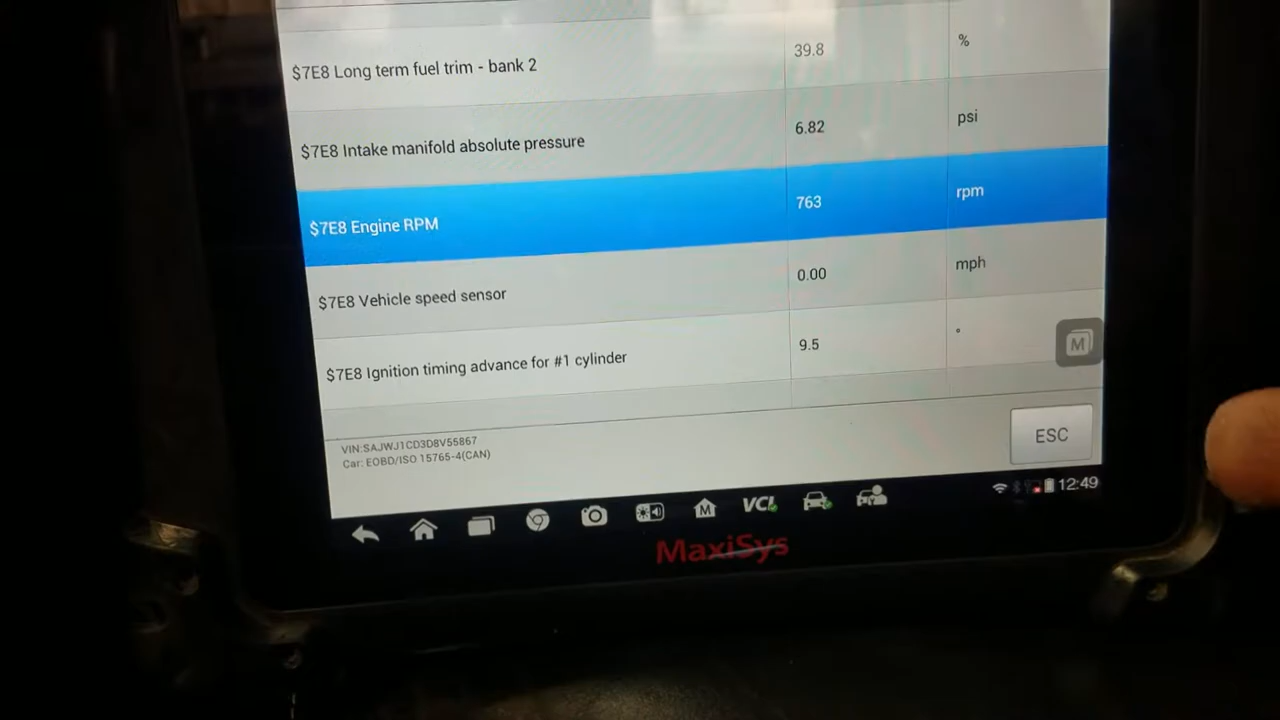 $7E8 Long term fuel trim - bank 2 39.8 %
$7E8 Intake manifold absolute pressure 6.82 psi
$7E8 Engine RPM 763 rpm
$7E8 Vehicle speed sensor 0.00 mph
$7E8 Ignition timing advance for #1 cylinder 9.5 °
M
VIN:SAJWJ1CD3D8V55867
Car: EOBD/ISO 15765-4(CAN)
ESC
M
VCI
12:49
MaxiSys